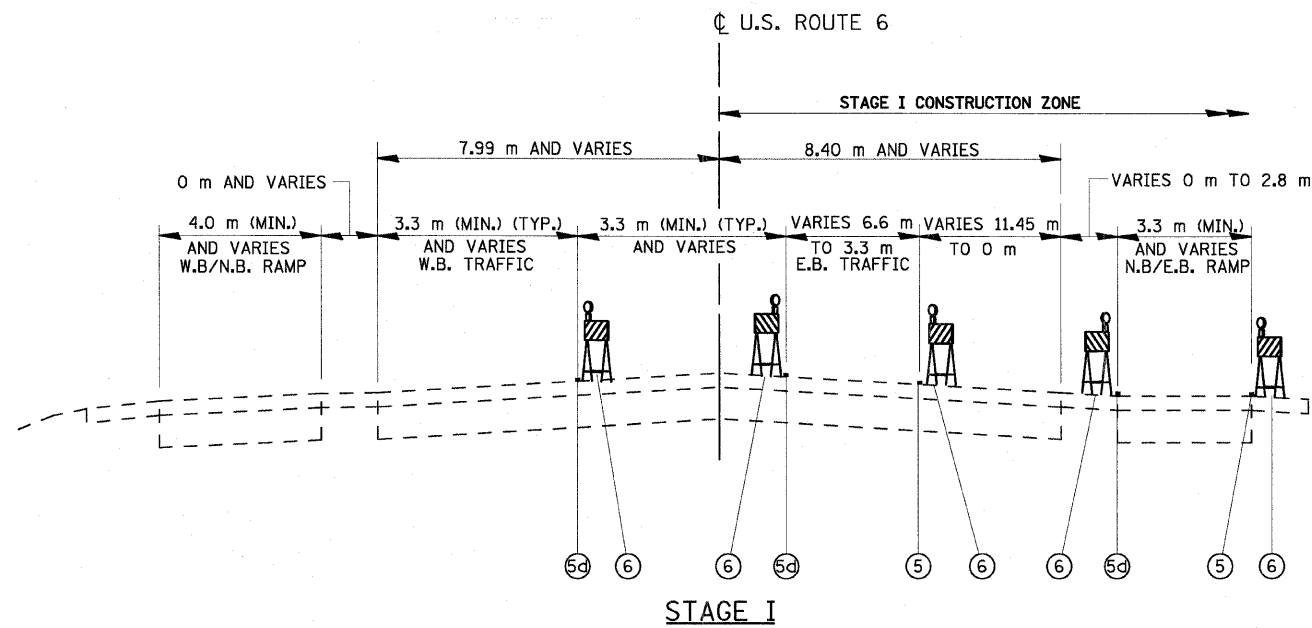 ℄ U.S. ROUTE 6
STAGE I CONSTRUCTION ZONE
7.99 m AND VARIES
8.40 m AND VARIES
0 m AND VARIES
VARIES 0 m TO 2.8 m
4.0 m (MIN.)
AND VARIES
W.B/N.B. RAMP
3.3 m (MIN.) (TYP.)
AND VARIES
W.B. TRAFFIC
3.3 m (MIN.) (TYP.)
AND VARIES
VARIES 6.6 m
TO 3.3 m
E.B. TRAFFIC
VARIES 11.45 m
TO 0 m
3.3 m (MIN.)
AND VARIES
N.B/E.B. RAMP
5d 6 6 5d 5 6 6 5d 5 6
STAGE I